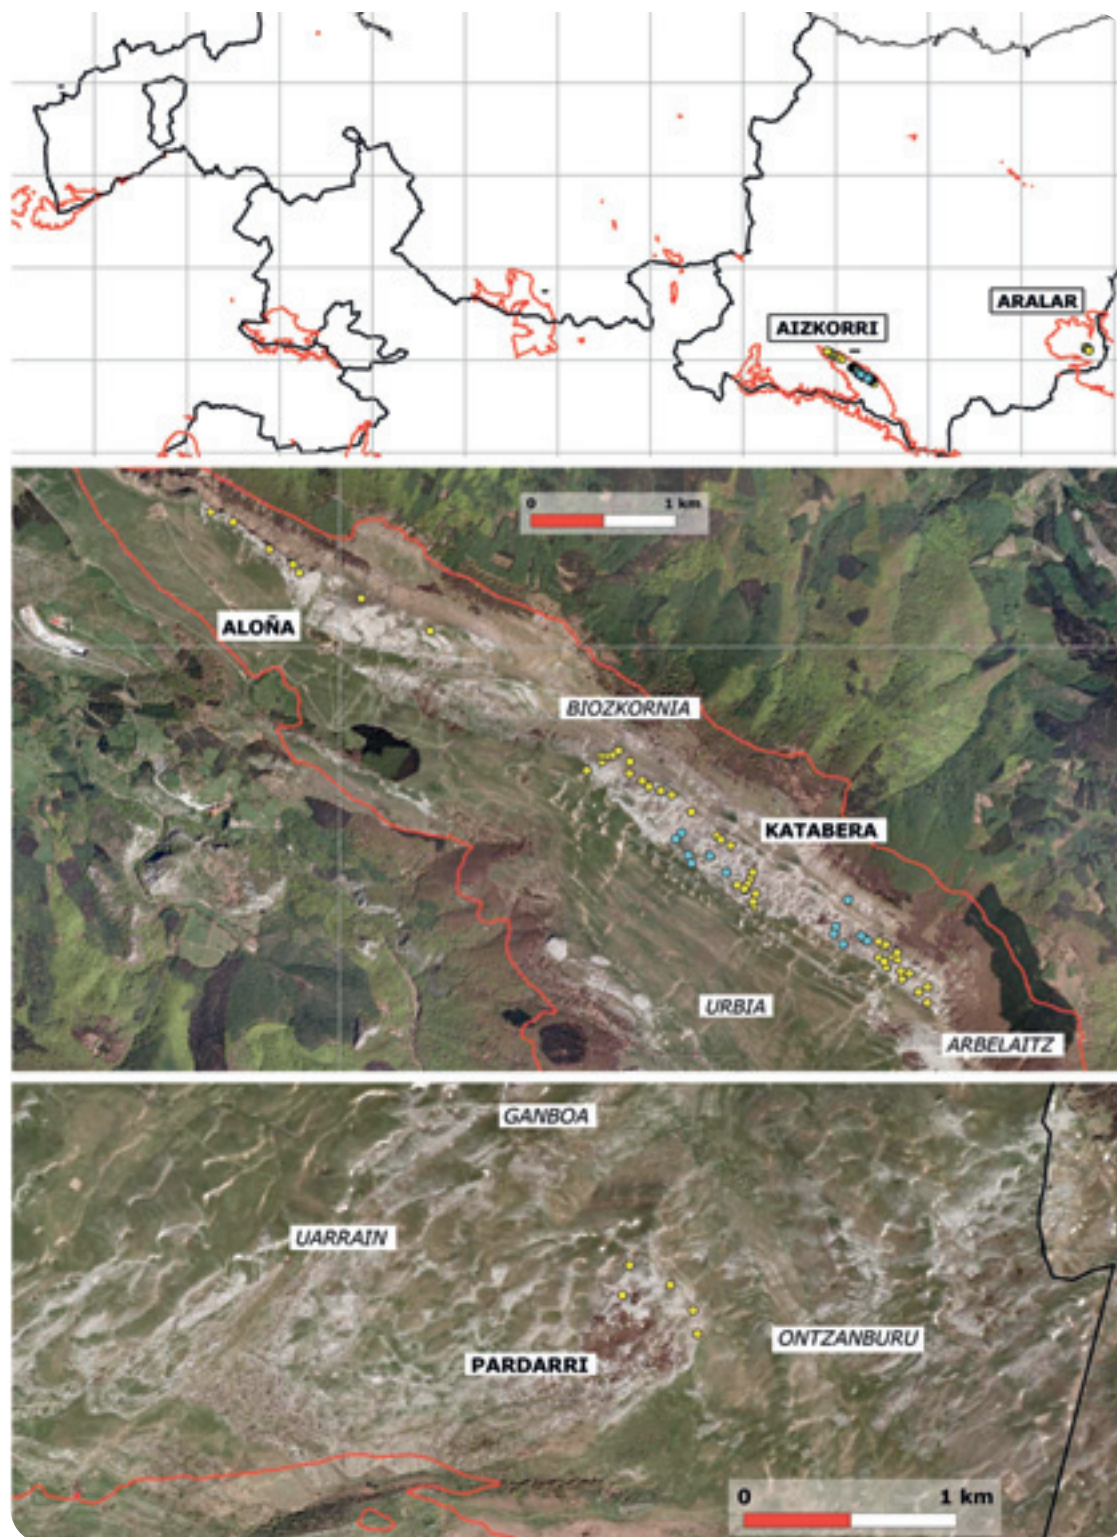 ARALAR
AIZKORRI
0 1 km
ALOÑA
BIOZKORNIA
KATABERA
URBIA
ARBELAITZ
GANBOA
UARRAIN
ONTZANBURU
PARDARRI
0 1 km